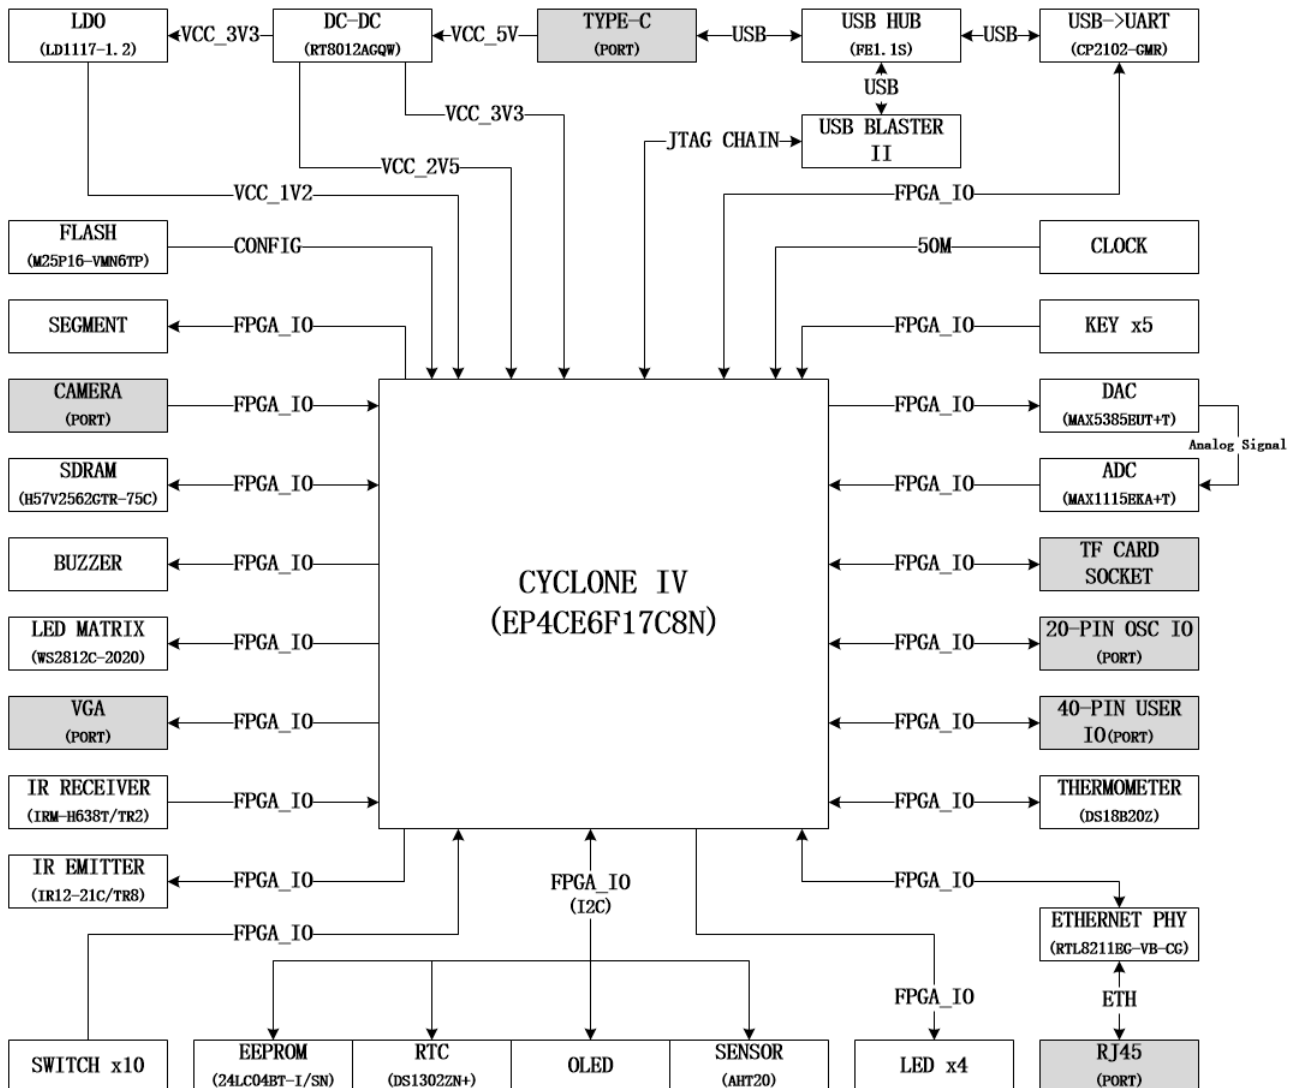 LDO
(LD1117-1.2)
VCC_3V3
DC-DC
(RT8012AGQW)
VCC_5V
TYPE-C
(PORT)
USB
USB HUB
(FE1.1S)
USB
USB->UART
(CP2102-GMR)
USB
VCC_3V3
JTAG CHAIN
USB BLASTER
II
VCC_2V5
VCC_1V2
FPGA_IO
FLASH
(M25P16-VMN6TP)
CONFIG
50M
CLOCK
SEGMENT
FPGA_IO
FPGA_IO
KEY x5
CAMERA
(PORT)
FPGA_IO
FPGA_IO
DAC
(MAX5385EUT+T)
Analog Signal
SDRAM
(H57V2562GTR-75C)
FPGA_IO
FPGA_IO
ADC
(MAX1115EKA+T)
BUZZER
FPGA_IO
CYCLONE IV
(EP4CE6F17C8N)
FPGA_IO
TF CARD
SOCKET
LED MATRIX
(WS2812C-2020)
FPGA_IO
FPGA_IO
20-PIN OSC IO
(PORT)
VGA
(PORT)
FPGA_IO
FPGA_IO
40-PIN USER
IO(PORT)
IR RECEIVER
(IRM-H638T/TR2)
FPGA_IO
FPGA_IO
THERMOMETER
(DS18B20Z)
IR EMITTER
(IR12-21C/TR8)
FPGA_IO
FPGA_IO
(I2C)
FPGA_IO
ETHERNET PHY
(RTL8211EG-VB-CG)
FPGA_IO
FPGA_IO
ETH
SWITCH x10
EEPROM
(24LC04BT-I/SN)
RTC
(DS1302ZN+)
OLED
SENSOR
(AHT20)
LED x4
RJ45
(PORT)